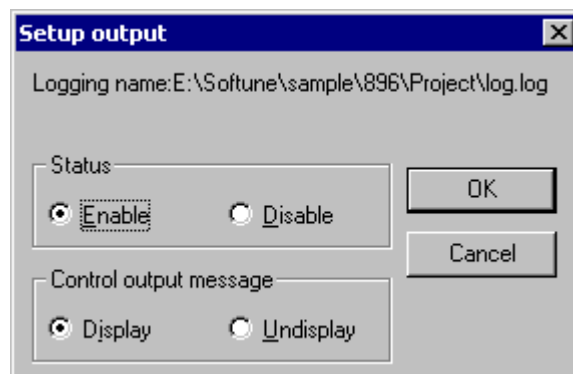 Setup output
Logging name:E:\Softune\sample\896\Project\log.log
Status
Enable
Disable
OK
Cancel
Control output message
Display
Undisplay